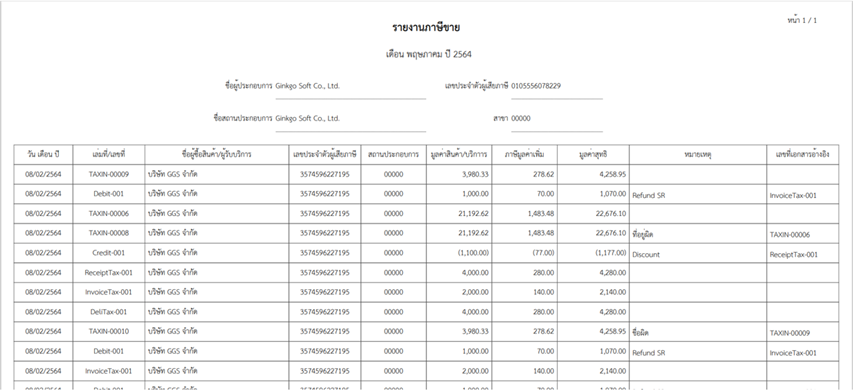 หน้า 1 / 1
รายงานภาษีขาย
เดือน พฤษภาคม ปี 2564
ชื่อผู้ประกอบการ Ginkgo Soft Co., Ltd. เลขประจำตัวผู้เสียภาษี 0105556078229
ชื่อสถานประกอบการ Ginkgo Soft Co., Ltd. สาขา 00000
วัน เดือน ปี เล่มที่/เลขที่ ชื่อผู้ซื้อสินค้า/ผู้รับบริการ เลขประจำตัวผู้เสียภาษี สถานประกอบการ มูลค่าสินค้า/บริการ ภาษีมูลค่าเพิ่ม มูลค่าสุทธิ หมายเหตุ เลขที่เอกสารอ้างอิง
08/02/2564 TAXIN-00009 บริษัท GGS จำกัด 3574596227195 00000 3,980.33 278.62 4,258.95
08/02/2564 Debit-001 บริษัท GGS จำกัด 3574596227195 00000 1,000.00 70.00 1,070.00 Refund SR InvoiceTax-001
08/02/2564 TAXIN-00006 บริษัท GGS จำกัด 3574596227195 00000 21,192.62 1,483.48 22,676.10
08/02/2564 TAXIN-00008 บริษัท GGS จำกัด 3574596227195 00000 21,192.62 1,483.48 22,676.10 ที่อยู่ผิด TAXIN-00006
08/02/2564 Credit-001 บริษัท GGS จำกัด 3574596227195 00000 (1,100.00) (77.00) (1,177.00) Discount ReceiptTax-001
08/02/2564 ReceiptTax-001 บริษัท GGS จำกัด 3574596227195 00000 4,000.00 280.00 4,280.00
08/02/2564 InvoiceTax-001 บริษัท GGS จำกัด 3574596227195 00000 2,000.00 140.00 2,140.00
08/02/2564 DeliTax-001 บริษัท GGS จำกัด 3574596227195 00000 4,000.00 280.00 4,280.00
08/02/2564 TAXIN-00010 บริษัท GGS จำกัด 3574596227195 00000 3,980.33 278.62 4,258.95 ชื่อผิด TAXIN-00009
08/02/2564 Debit-001 บริษัท GGS จำกัด 3574596227195 00000 1,000.00 70.00 1,070.00 Refund SR InvoiceTax-001
08/02/2564 InvoiceTax-001 บริษัท GGS จำกัด 3574596227195 00000 2,000.00 140.00 2,140.00